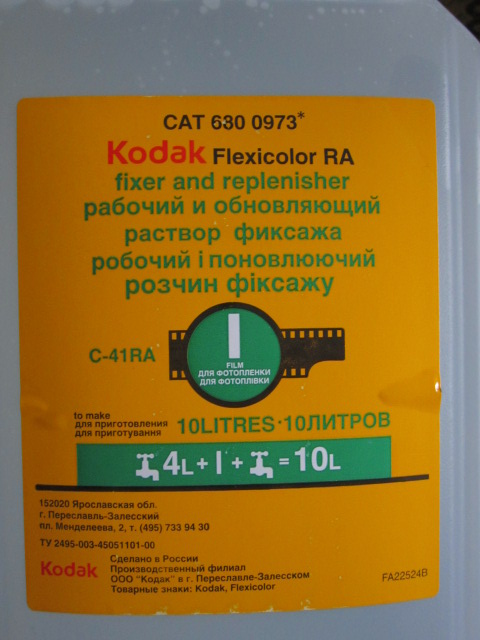 CAT 630 0973*
Kodak Flexicolor RA
fixer and replenisher
рабочий и обновляющий
раствор фиксажа
робочий і поновлюючий
розчин фіксажу
C-41RA
I
FILM
ДЛЯ ФОТОПЛЕНКИ
ДЛЯ ФОТОПЛІВКИ
to make
для приготовления
для приготування
10LITRES·10ЛИТРОВ
4L + I + = 10L
152020 Ярославская обл.
г. Переславль-Залесский
пл. Менделеева, 2, т. (495) 733 94 30
ТУ 2495-003-45051101-00
Kodak
Сделано в России
Производственный филиал
ООО "Кодак" в г. Переславле-Залесском
Товарные знаки: Kodak, Flexicolor
FA22524B